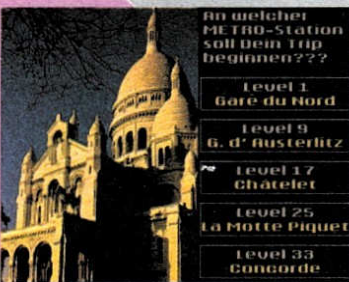 An welcher
METRO-Station
soll Dein Trip
beginnen???
Level 1
Gare du Nord
Level 9
G. d' Austerlitz
Level 17
Châtelet
Level 25
La Motte Piquet
Level 33
Concorde